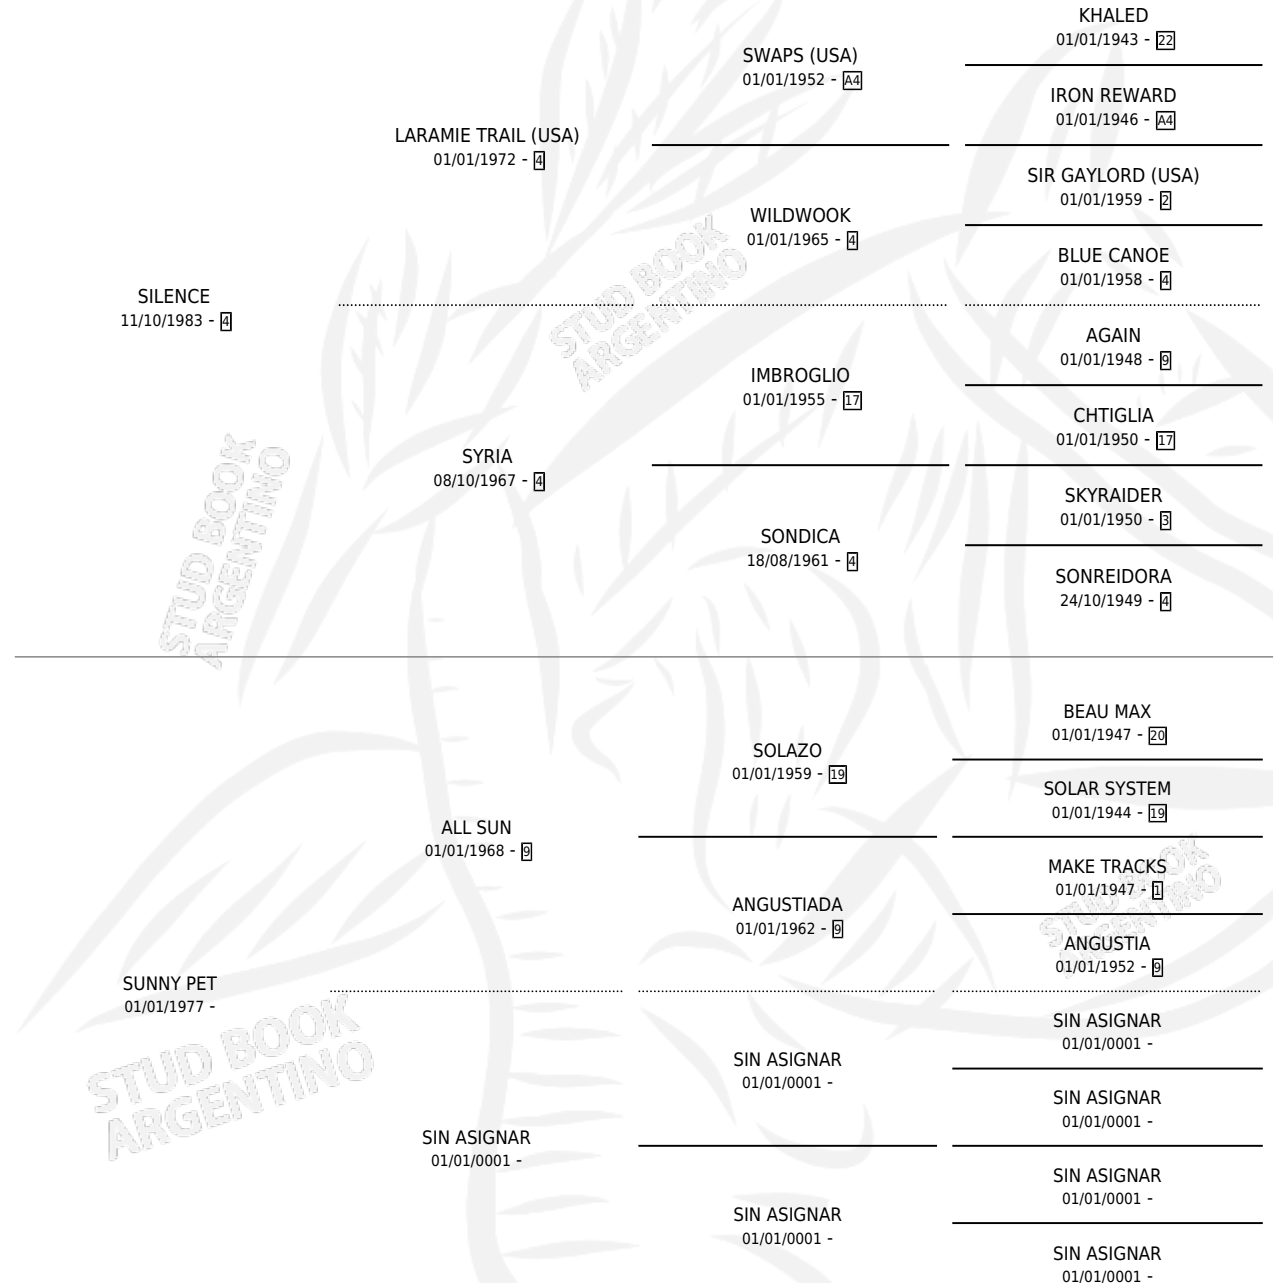 KHALED
01/01/1943 - 22
SWAPS (USA)
01/01/1952 - A4
IRON REWARD
01/01/1946 - A4
LARAMIE TRAIL (USA)
01/01/1972 - 4
SIR GAYLORD (USA)
01/01/1959 - 2
WILDWOOK
01/01/1965 - 4
BLUE CANOE
01/01/1958 - 4
SILENCE
11/10/1983 - 4
STUD BOOK
ARGENTINO
AGAIN
01/01/1948 - 9
IMBROGLIO
01/01/1955 - 17
CHTIGLIA
01/01/1950 - 17
SYRIA
08/10/1967 - 4
SKYRAIDER
01/01/1950 - 3
SONDICA
18/08/1961 - 4
SONREIDORA
24/10/1949 - 4
STUD BOOK
ARGENTINO
BEAU MAX
01/01/1947 - 20
SOLAZO
01/01/1959 - 19
SOLAR SYSTEM
01/01/1944 - 19
ALL SUN
01/01/1968 - 9
MAKE TRACKS
01/01/1947 - 1
ANGUSTIADA
01/01/1962 - 9
STUD BOOK
ARGENTINO
ANGUSTIA
01/01/1952 - 9
SUNNY PET
01/01/1977 -
STUD BOOK
ARGENTINO
SIN ASIGNAR
01/01/0001 -
SIN ASIGNAR
01/01/0001 -
SIN ASIGNAR
01/01/0001 -
SIN ASIGNAR
01/01/0001 -
SIN ASIGNAR
01/01/0001 -
SIN ASIGNAR
01/01/0001 -
SIN ASIGNAR
01/01/0001 -